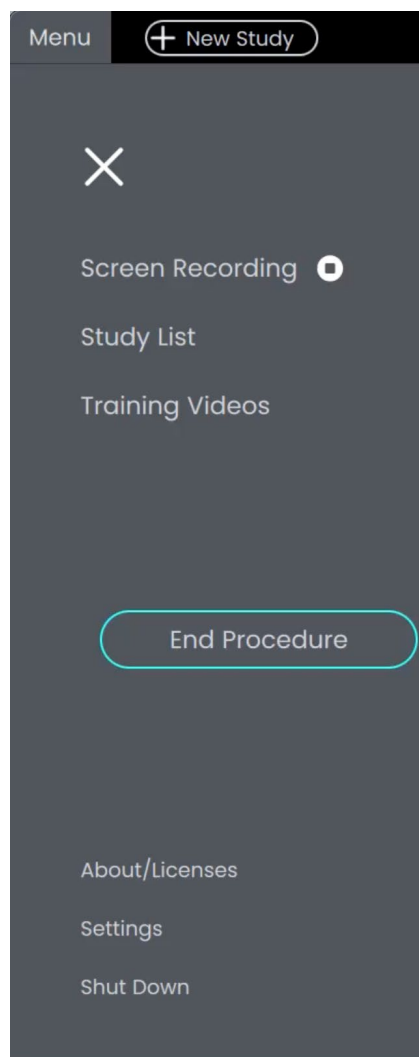 Menu
New Study
Screen Recording
Study List
Training Videos
End Procedure
About/Licenses
Settings
Shut Down